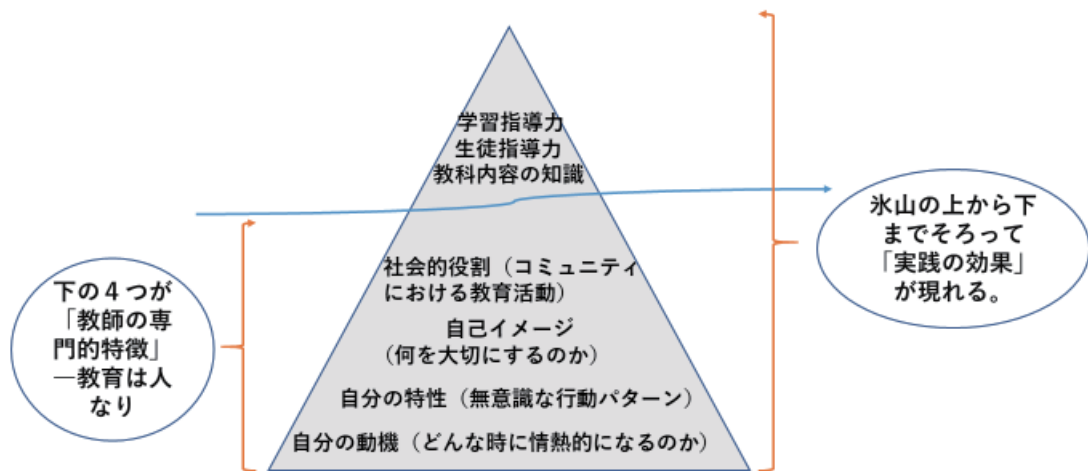 学習指導力
生徒指導力
教科内容の知識
社会的役割（コミュニティ
における教育活動）
自己イメージ
（何を大切にするのか）
自分の特性（無意識な行動パターン）
自分の動機（どんな時に情熱的になるのか）
下の４つが
「教師の専
門的特徴」
―教育は人
なり
氷山の上から下
までそろって
「実践の効果」
が現れる。